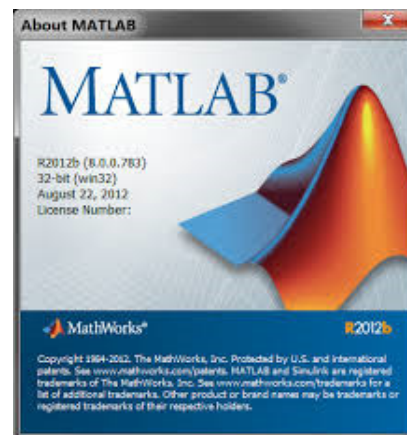 About MATLAB
MATLAB®
R2012b (8.0.0.783)
32-bit (win32)
August 22, 2012
License Number:
MathWorks®
R2012b
Copyright 1984-2012. The MathWorks, Inc. Protected by U.S. and international
patents. See www.mathworks.com/patents. MATLAB and Simulink are registered
trademarks of The MathWorks, Inc. See www.mathworks.com/trademarks for a
list of additional trademarks. Other product or brand names may be trademarks or
registered trademarks of their respective holders.